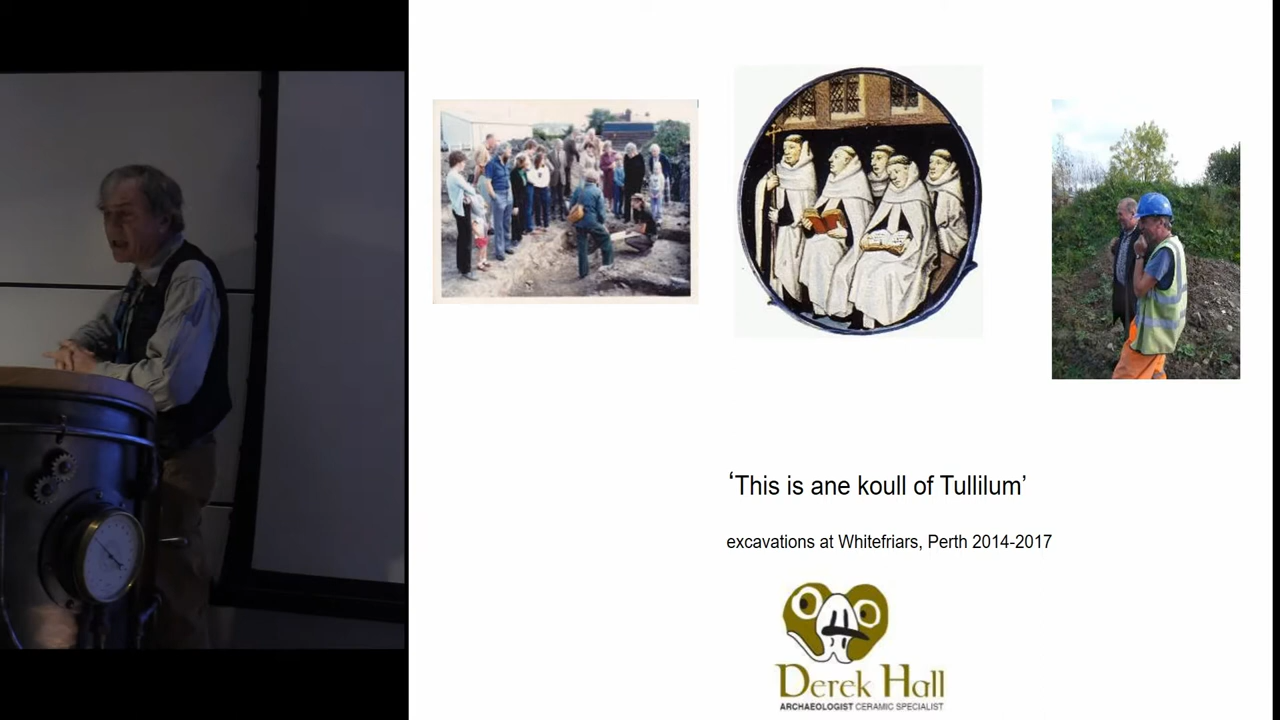 ‘This is ane koull of Tullilum’
excavations at Whitefriars, Perth 2014-2017
Derek Hall
ARCHAEOLOGIST CERAMIC SPECIALIST